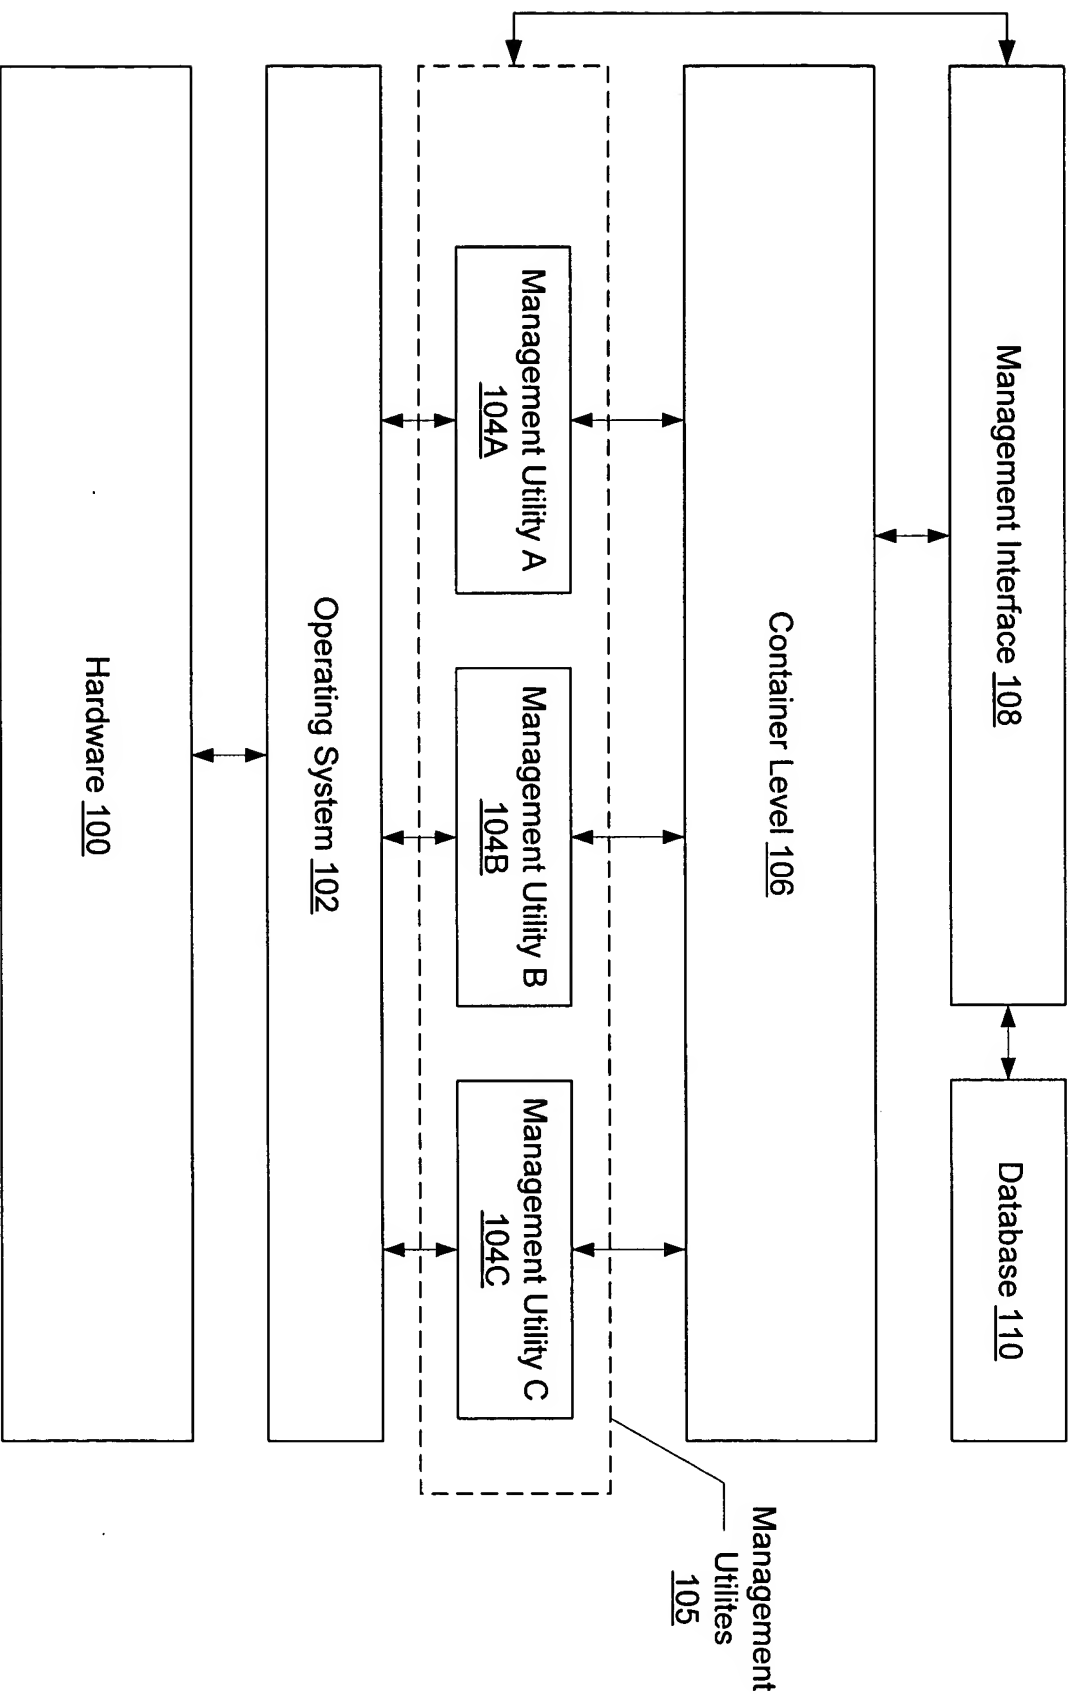 Management Interface 108
Database 110
Container Level 106
Management
Utilites
105
Management Utility A
104A
Management Utility B
104B
Management Utility C
104C
Operating System 102
Hardware 100